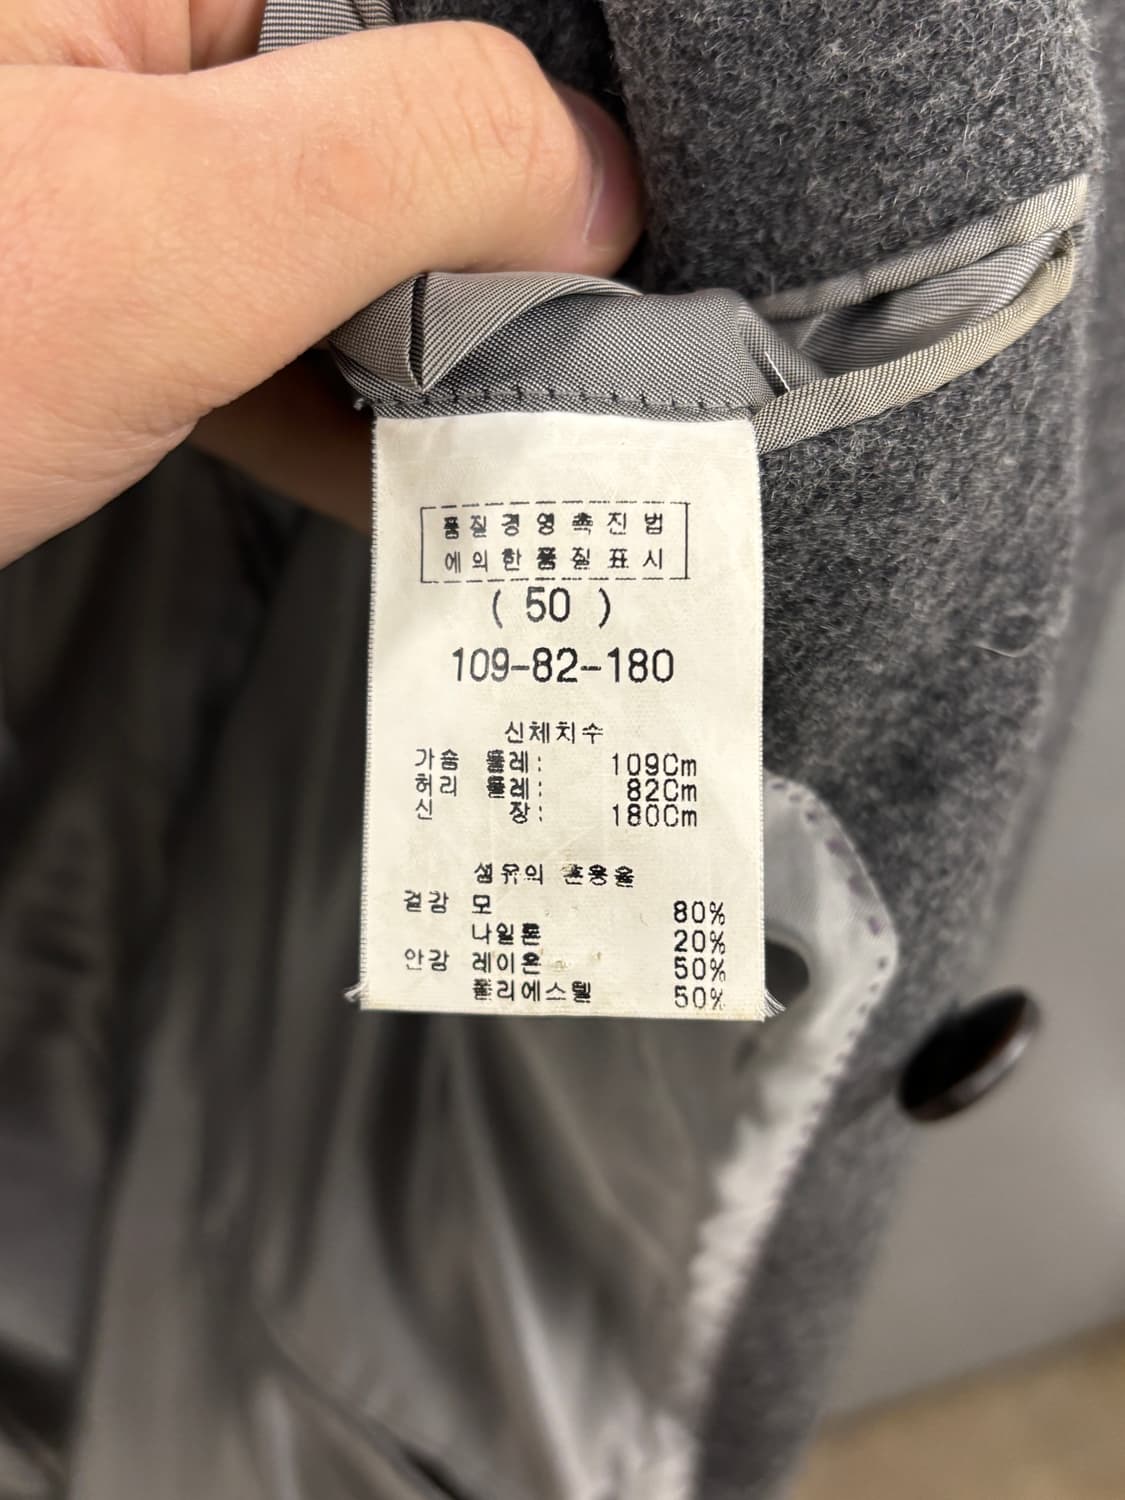 품질경영촉진법
에의한품질표시
( 50 )
109-82-180
신체치수
가슴 둘레: 109Cm
허리 둘레: 82Cm
신 장: 180Cm
섬유의 혼용율
겉감 모 80%
나일론 20%
안감 레이온 50%
폴리에스텔 50%